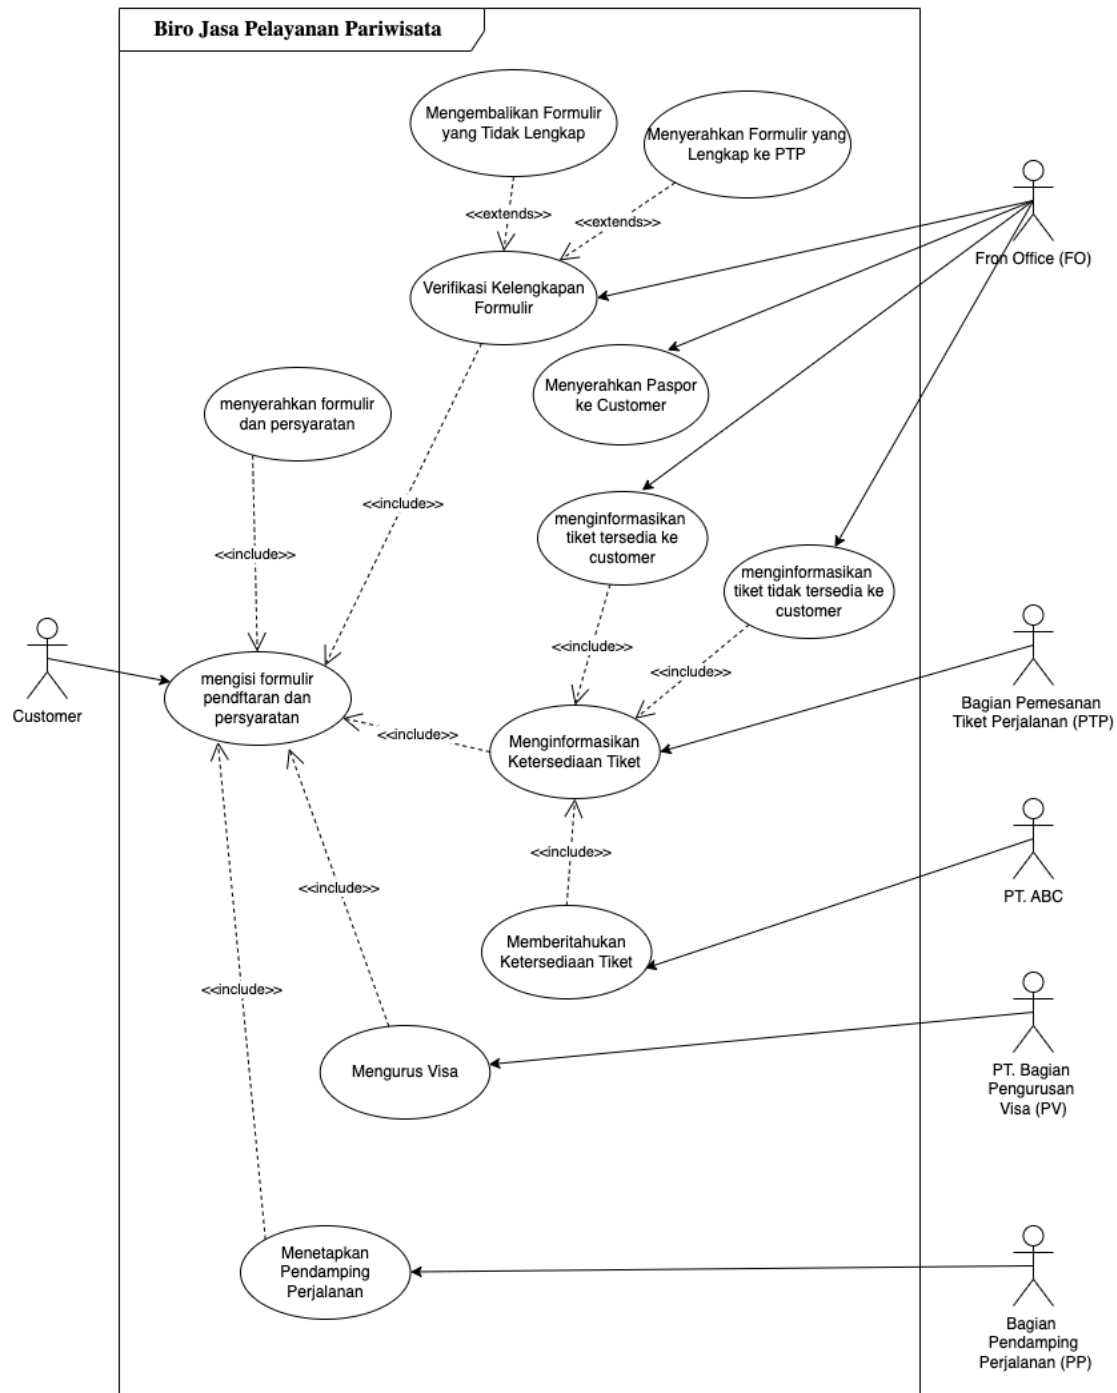 Biro Jasa Pelayanan Pariwisata
Mengembalikan Formulir
yang Tidak Lengkap
Menyerahkan Formulir yang
Lengkap ke PTP
<<extends>>
<<extends>>
Fron Office (FO)
Verifikasi Kelengkapan
Formulir
Menyerahkan Paspor
ke Customer
menyerahkan formulir
dan persyaratan
<<include>>
menginformasikan
tiket tersedia ke
customer
<<include>>
menginformasikan
tiket tidak tersedia ke
customer
<<include>>
<<include>>
mengisi formulir
pendftaran dan
persyaratan
Customer
Bagian Pemesanan
Tiket Perjalanan (PTP)
<<include>>
Menginformasikan
Ketersediaan Tiket
<<include>>
<<include>>
PT. ABC
Memberitahukan
Ketersediaan Tiket
<<include>>
Mengurus Visa
PT. Bagian
Pengurusan
Visa (PV)
Menetapkan
Pendamping
Perjalanan
Bagian
Pendamping
Perjalanan (PP)